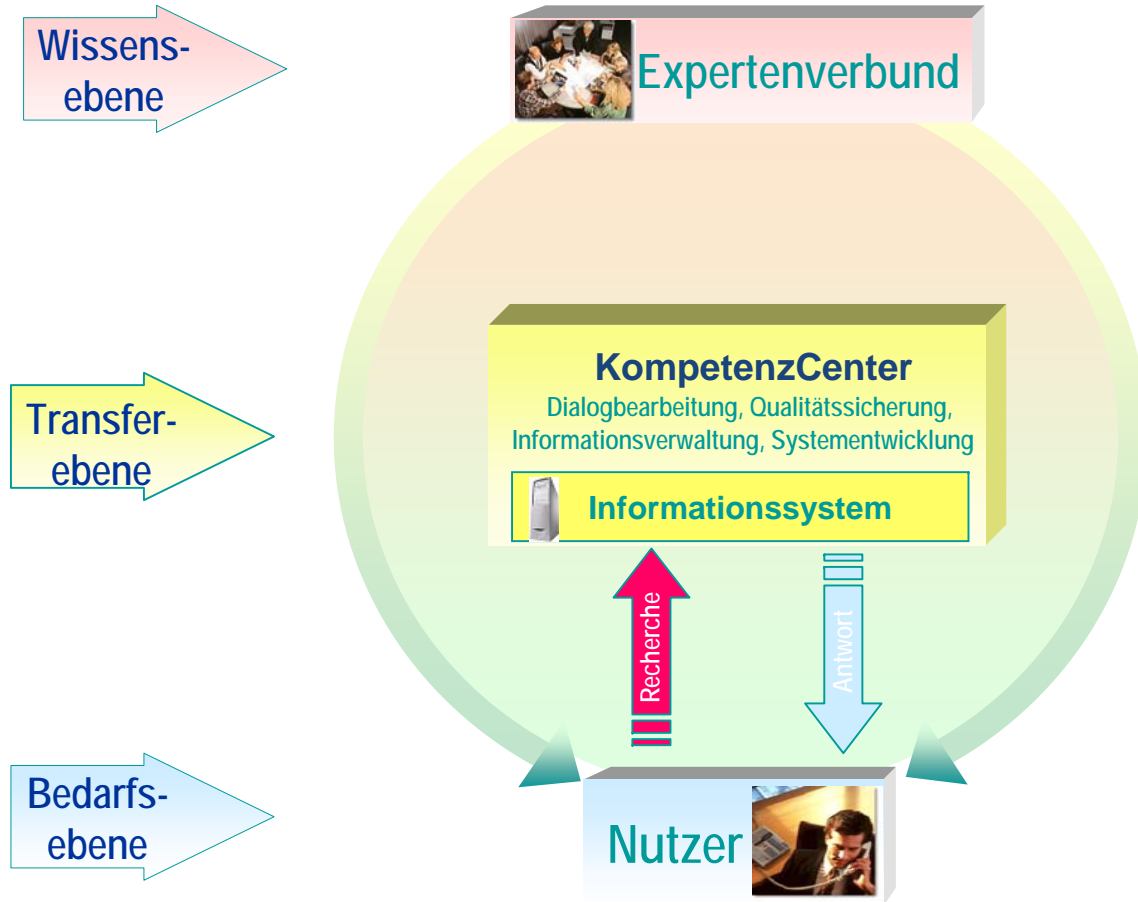 Wissens-
ebene
Expertenverbund
Transfer-
ebene
KompetenzCenter
Dialogbearbeitung, Qualitätssicherung,
Informationsverwaltung, Systementwicklung
Informationssystem
Recherche
Antwort
Bedarfs-
ebene
Nutzer